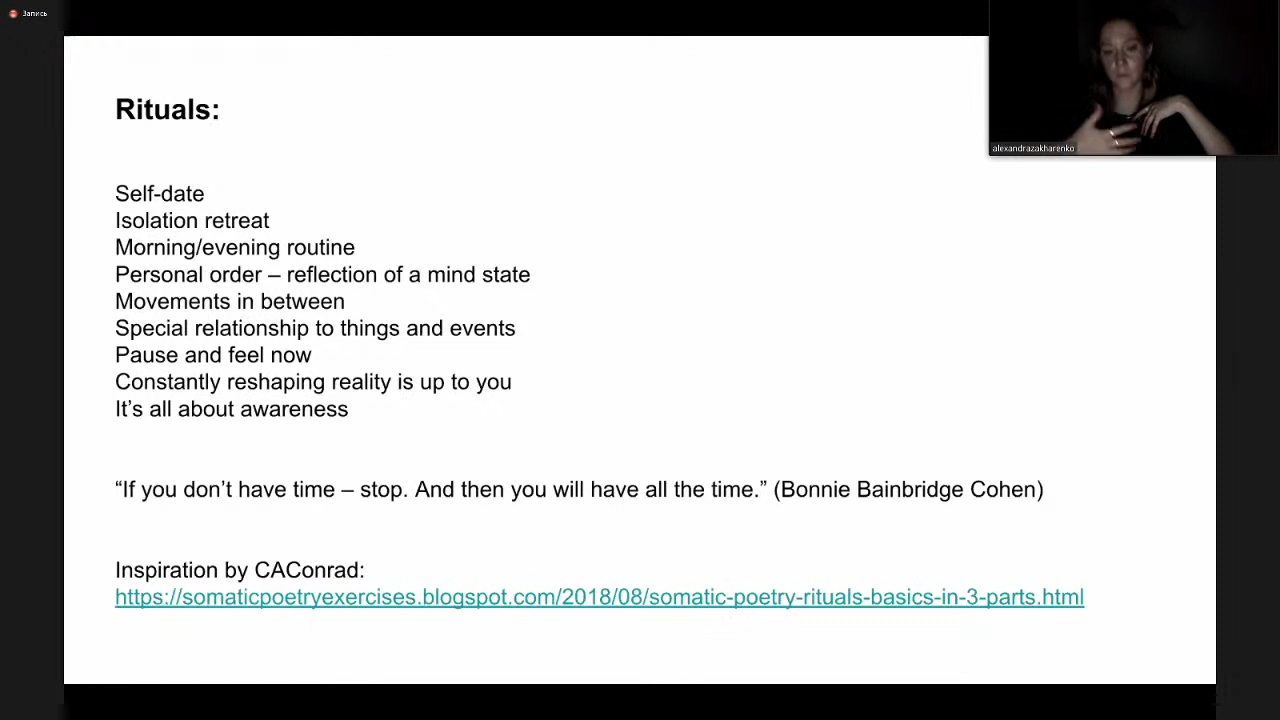 Запись
alexandrazakharenko
Rituals:
Self-date
Isolation retreat
Morning/evening routine
Personal order – reflection of a mind state
Movements in between
Special relationship to things and events
Pause and feel now
Constantly reshaping reality is up to you
It’s all about awareness
“If you don’t have time – stop. And then you will have all the time.” (Bonnie Bainbridge Cohen)
Inspiration by CAConrad:
https://somaticpoetryexercises.blogspot.com/2018/08/somatic-poetry-rituals-basics-in-3-parts.html